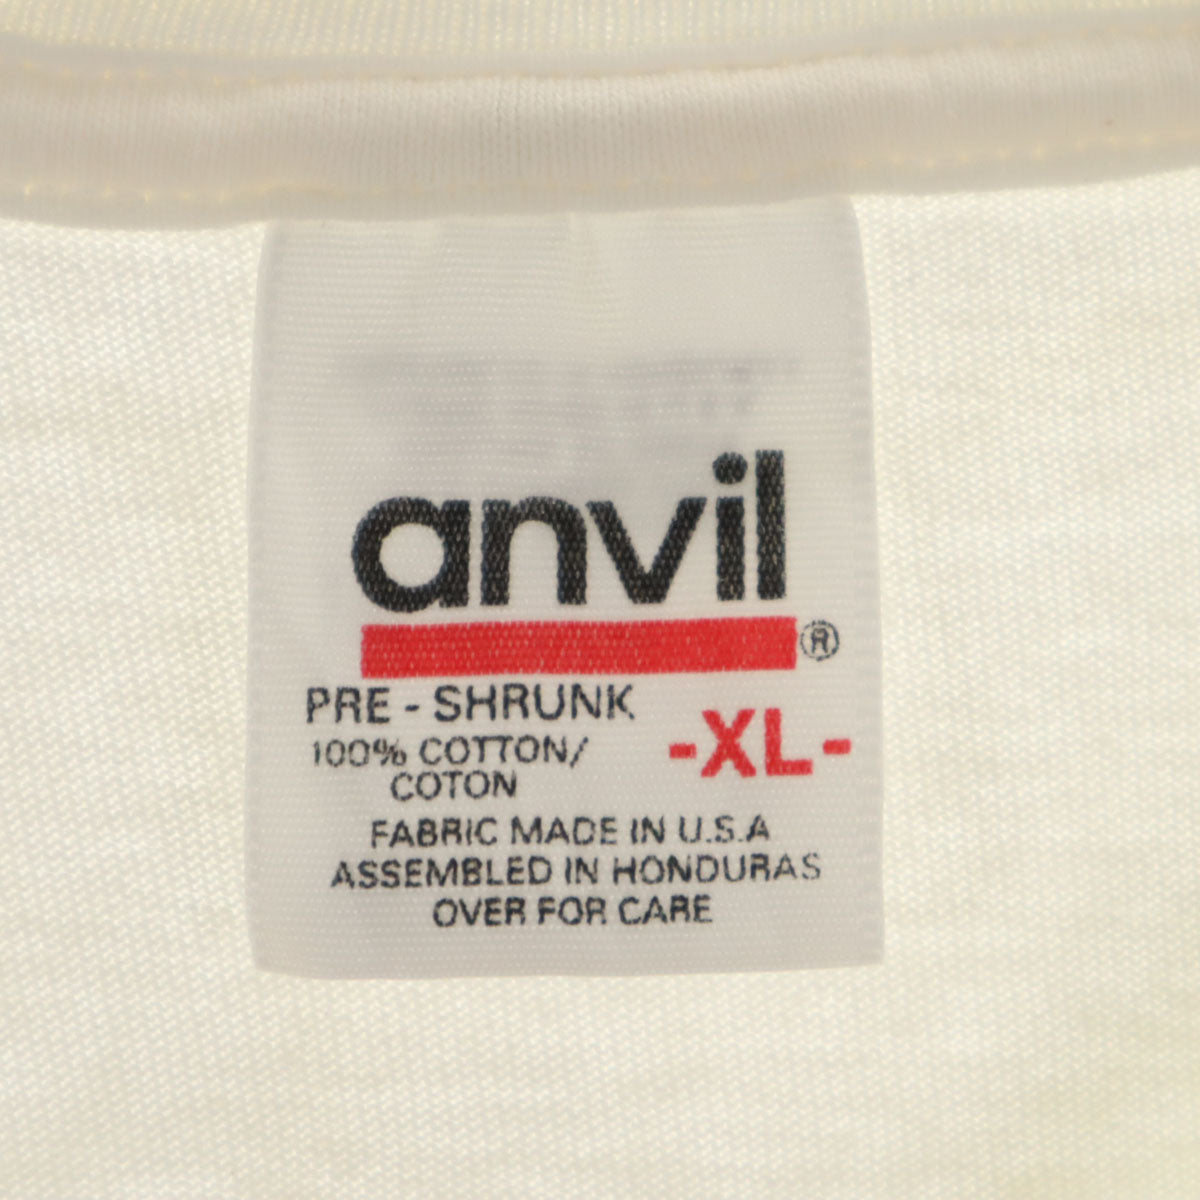 anvil®
PRE - SHRUNK
100% COTTON/
COTON
-XL-
FABRIC MADE IN U.S.A
ASSEMBLED IN HONDURAS
OVER FOR CARE